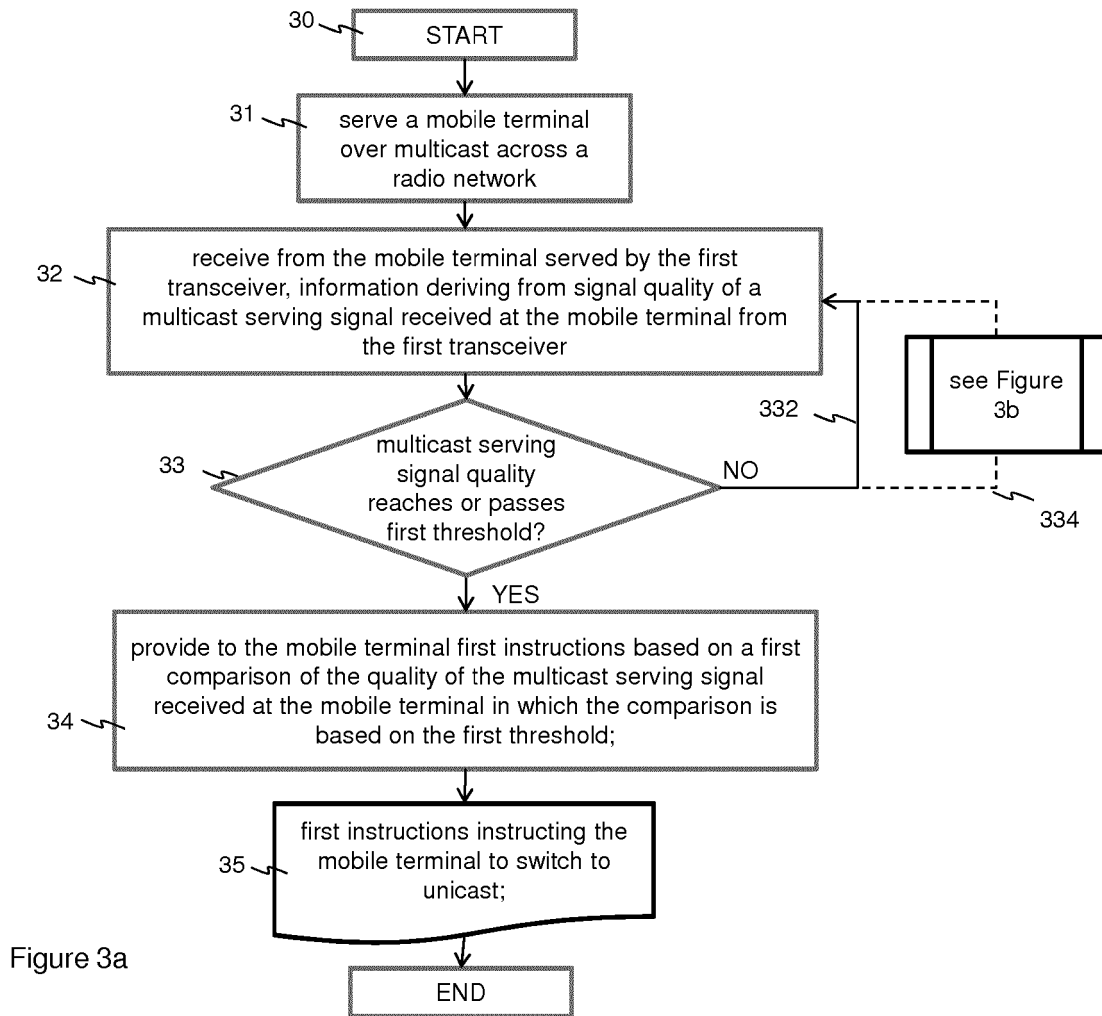 30
START
31
serve a mobile terminal
over multicast across a
radio network
32
receive from the mobile terminal served by the first
transceiver, information deriving from signal quality of a
multicast serving signal received at the mobile terminal from
the first transceiver
see Figure
3b
332
33
multicast serving
signal quality
reaches or passes
first threshold?
NO
334
YES
34
provide to the mobile terminal first instructions based on a first
comparison of the quality of the multicast serving signal
received at the mobile terminal in which the comparison is
based on the first threshold;
35
first instructions instructing the
mobile terminal to switch to
unicast;
Figure 3a
END